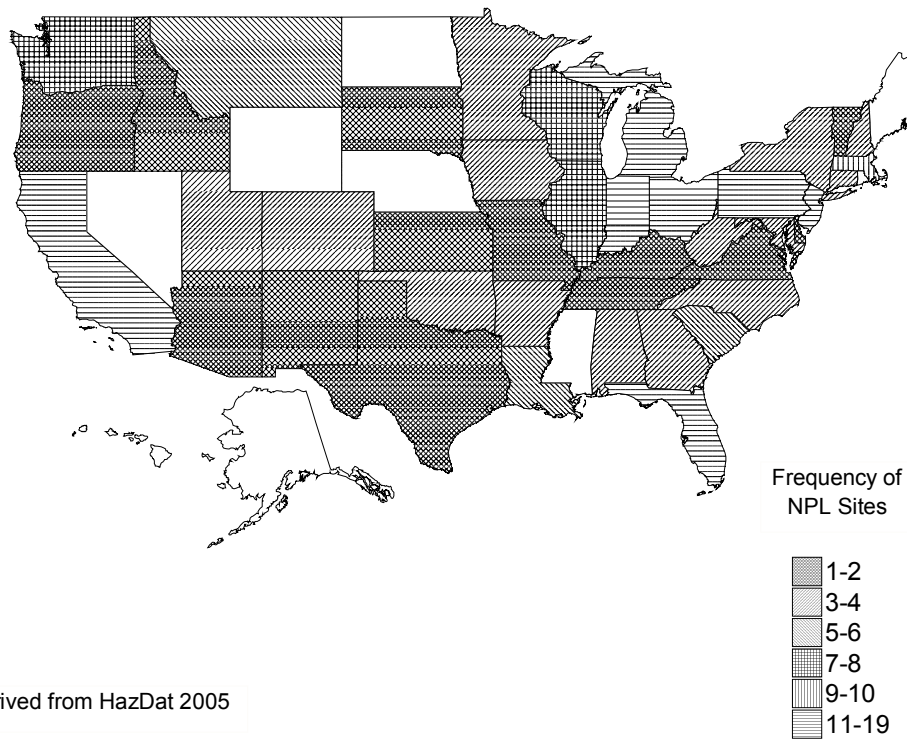 Frequency of
NPL Sites
1-2
3-4
5-6
7-8
9-10
11-19
ived from HazDat 2005